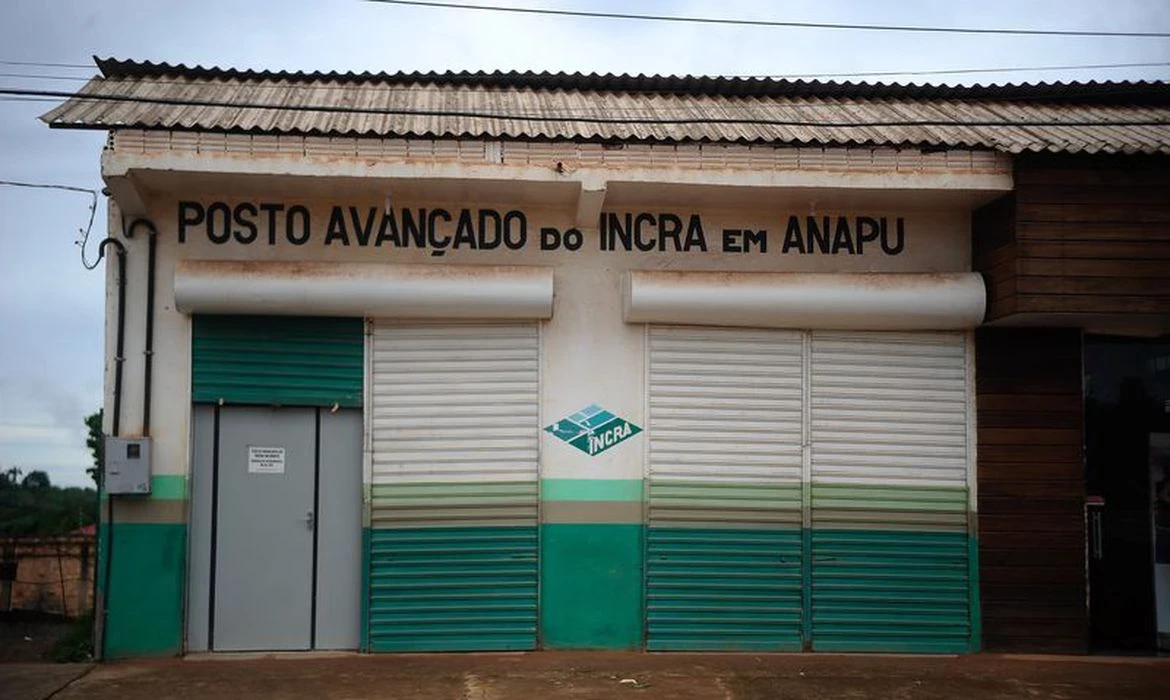 POSTO AVANÇADO DO INCRA EM ANAPU
INCRA